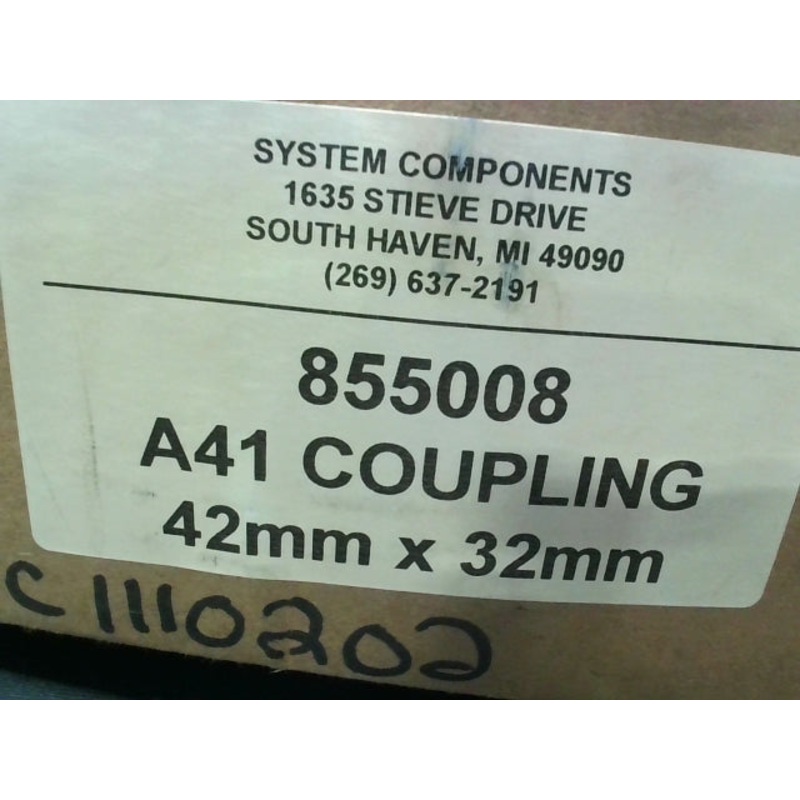 SYSTEM COMPONENTS
1635 STIEVE DRIVE
SOUTH HAVEN, MI 49090
(269) 637-2191
855008
A41 COUPLING
42mm x 32mm
C1110202